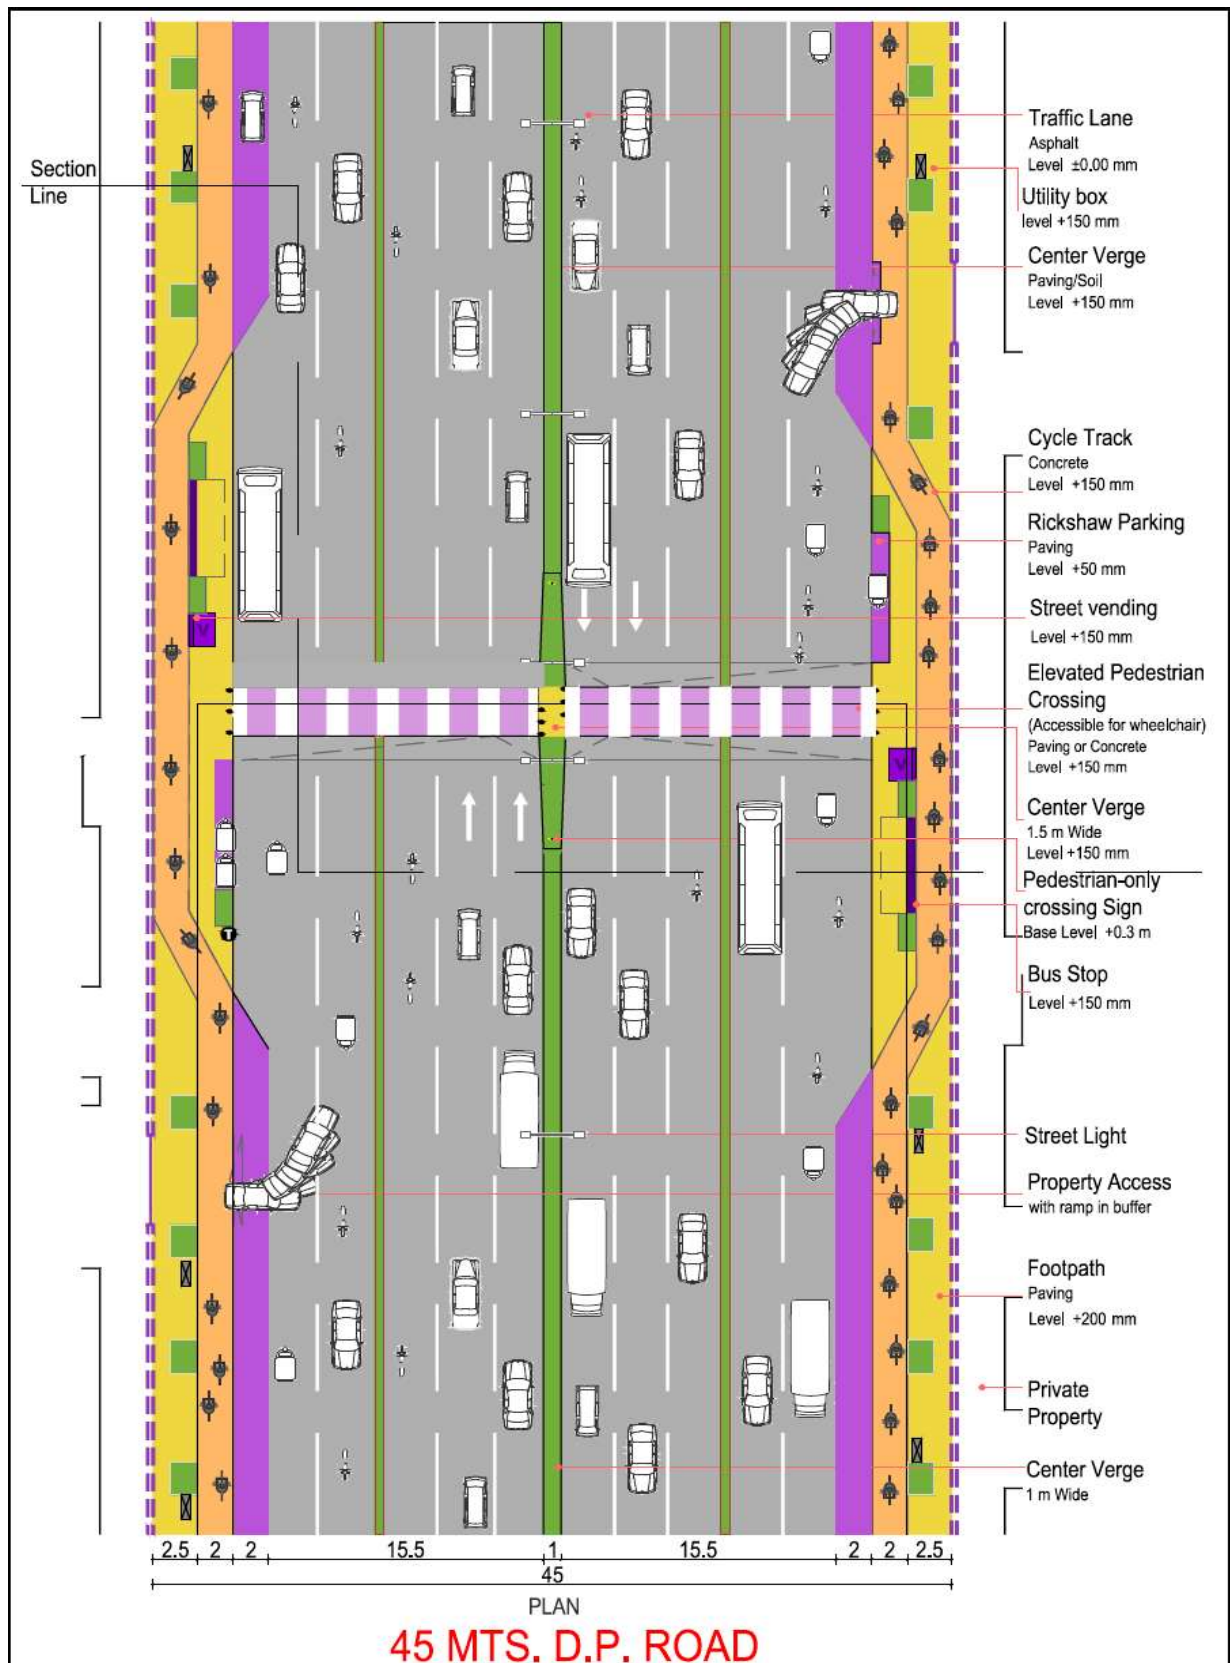 Section
Line
Traffic Lane
Asphalt
Level ±0.00 mm
Utility box
level +150 mm
Center Verge
Paving/Soil
Level +150 mm
Cycle Track
Concrete
Level +150 mm
Rickshaw Parking
Paving
Level +50 mm
Street vending
Level +150 mm
Elevated Pedestrian
Crossing
(Accessible for wheelchair)
Paving or Concrete
Level +150 mm
Center Verge
1.5 m Wide
Level +150 mm
Pedestrian-only
crossing Sign
Base Level +0.3 m
Bus Stop
Level +150 mm
Street Light
Property Access
with ramp in buffer
Footpath
Paving
Level +200 mm
Private
Property
Center Verge
1 m Wide
V
V
T
2.5 2 2 15.5 1 15.5 2 2 2.5
45
PLAN
45 MTS. D.P. ROAD